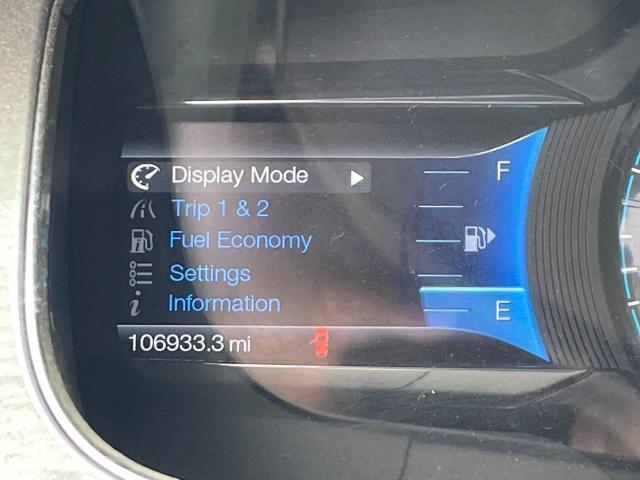 Display Mode
F
Trip 1 & 2
Fuel Economy
Settings
Information
E
106933.3 mi